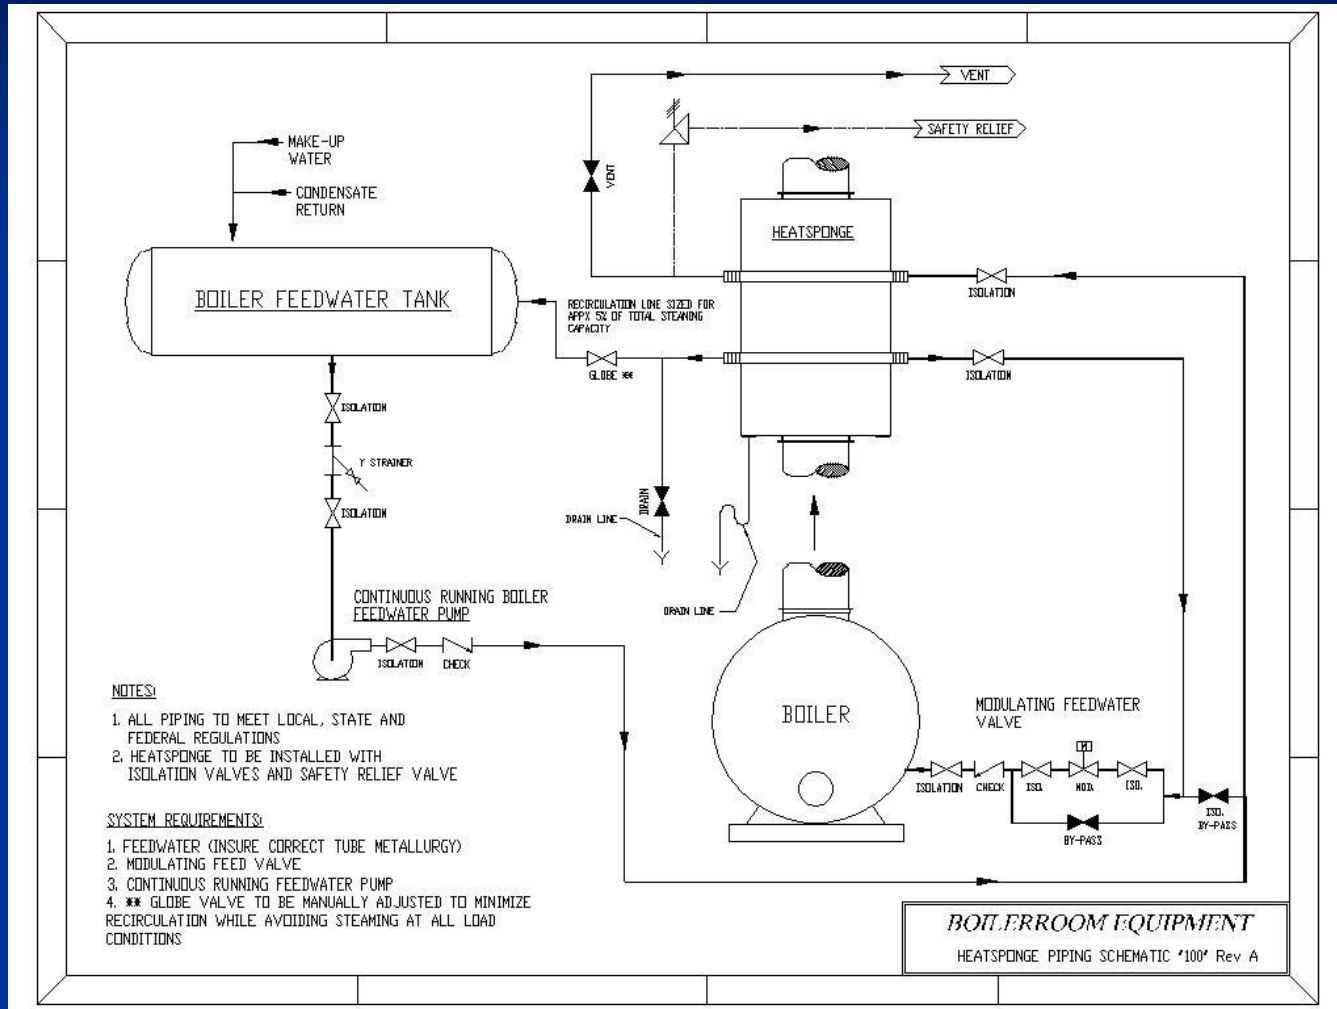 VENT
SAFETY RELIEF
MAKE-UP
WATER
CONDENSATE
RETURN
VENT
HEATSPONGE
BOILER FEEDWATER TANK
RECIRCULATION LINE SIZED FOR
APPX 5% OF TOTAL STEAMING
CAPACITY
ISOLATION
GLOBE **
ISOLATION
ISOLATION
Y STRAINER
ISOLATION
DRAIN
DRAIN LINE
DRAIN LINE
CONTINUOUS RUNNING BOILER
FEEDWATER PUMP
ISOLATION
CHECK
BOILER
MODULATING FEEDWATER
VALVE
M
ISOLATION
CHECK
ISO.
MOD.
ISO.
ISO.
BY-PASS
BY-PASS
NOTES:
1. ALL PIPING TO MEET LOCAL, STATE AND
FEDERAL REGULATIONS
2. HEATSPONGE TO BE INSTALLED WITH
ISOLATION VALVES AND SAFETY RELIEF VALVE
SYSTEM REQUIREMENTS:
1. FEEDWATER (INSURE CORRECT TUBE METALLURGY)
2. MODULATING FEED VALVE
3. CONTINUOUS RUNNING FEEDWATER PUMP
4. ** GLOBE VALVE TO BE MANUALLY ADJUSTED TO MINIMIZE
RECIRCULATION WHILE AVOIDING STEAMING AT ALL LOAD
CONDITIONS
BOILERROOM EQUIPMENT
HEATSPONGE PIPING SCHEMATIC "100" Rev A